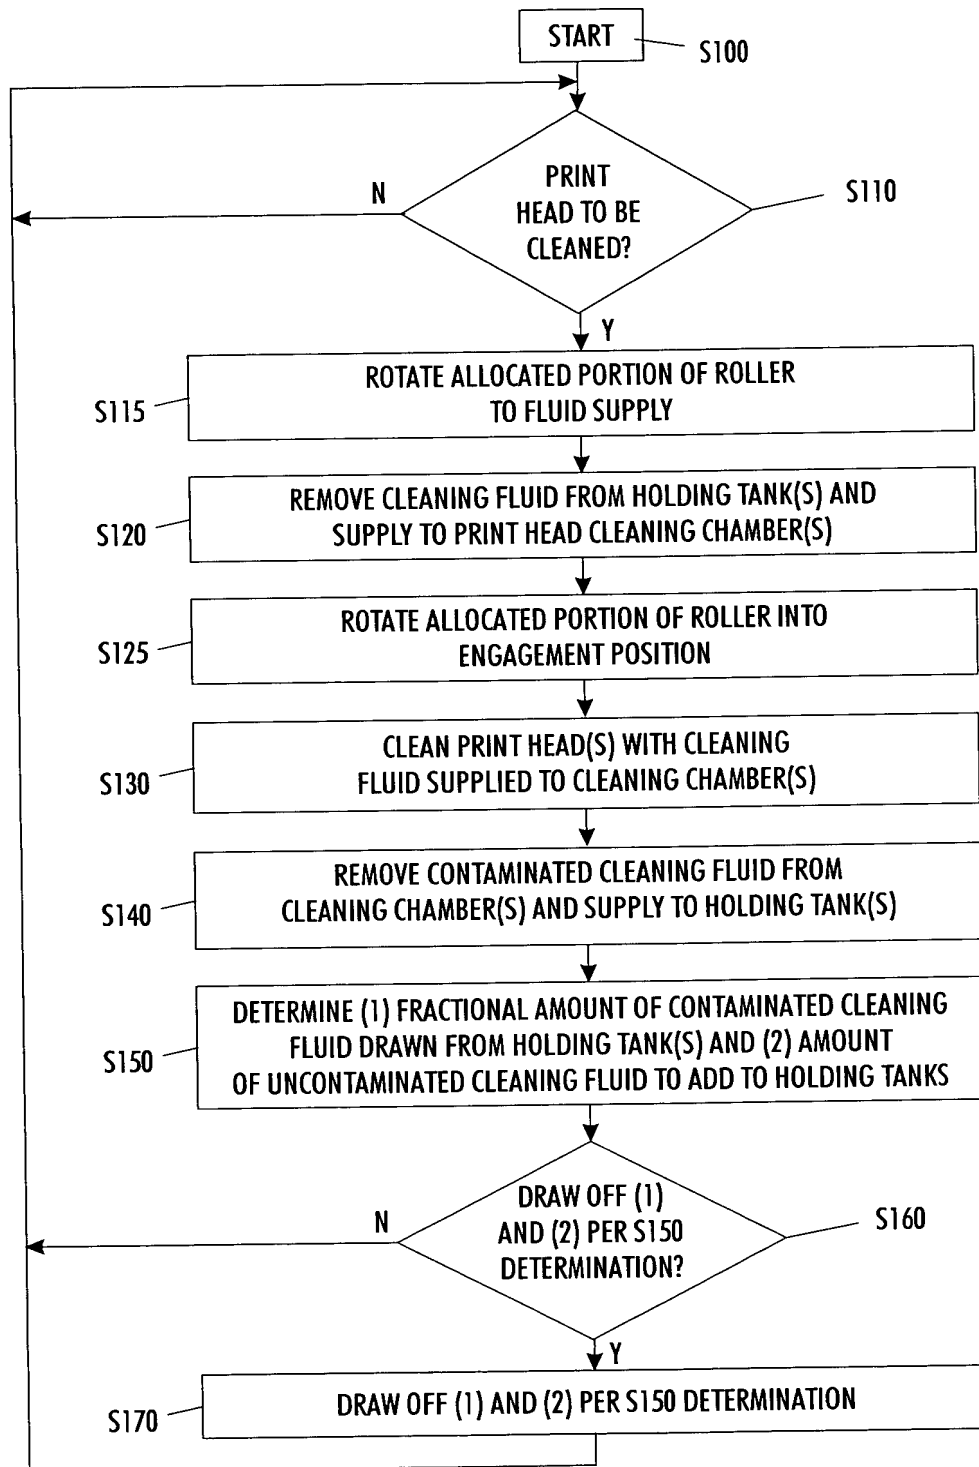 START
S100
PRINT
HEAD TO BE
CLEANED?
N
S110
Y
ROTATE ALLOCATED PORTION OF ROLLER
TO FLUID SUPPLY
S115
REMOVE CLEANING FLUID FROM HOLDING TANK(S) AND
SUPPLY TO PRINT HEAD CLEANING CHAMBER(S)
S120
ROTATE ALLOCATED PORTION OF ROLLER INTO
ENGAGEMENT POSITION
S125
CLEAN PRINT HEAD(S) WITH CLEANING
FLUID SUPPLIED TO CLEANING CHAMBER(S)
S130
REMOVE CONTAMINATED CLEANING FLUID FROM
CLEANING CHAMBER(S) AND SUPPLY TO HOLDING TANK(S)
S140
DETERMINE (1) FRACTIONAL AMOUNT OF CONTAMINATED CLEANING
FLUID DRAWN FROM HOLDING TANK(S) AND (2) AMOUNT
OF UNCONTAMINATED CLEANING FLUID TO ADD TO HOLDING TANKS
S150
DRAW OFF (1)
AND (2) PER S150
DETERMINATION?
N
S160
Y
DRAW OFF (1) AND (2) PER S150 DETERMINATION
S170